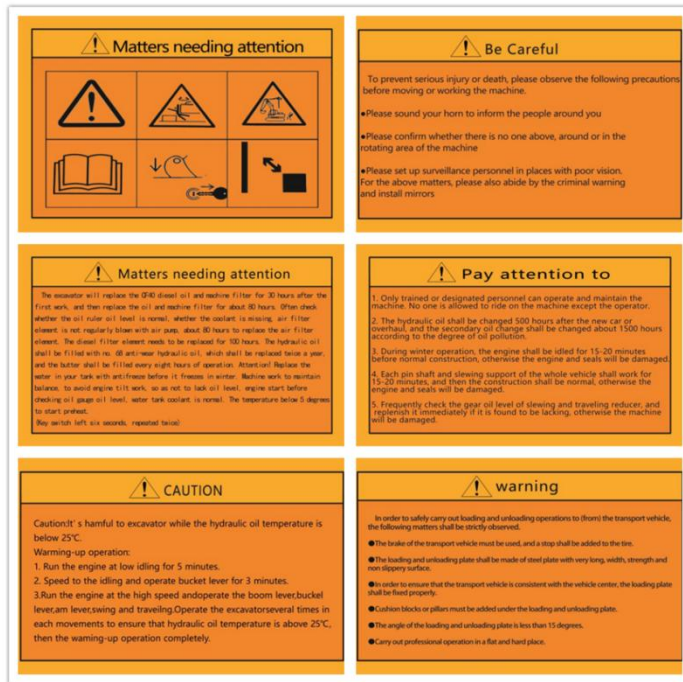 Matters needing attention
Be Careful
To prevent serious injury or death, please observe the following precautions
before moving or working the machine.
●Please sound your horn to inform the people around you
●Please confirm whether there is no one above, around or in the
rotating area of the machine
●Please set up surveillance personnel in places with poor vision.
For the above matters, please also abide by the criminal warning
and install mirrors
Matters needing attention
The excavator will replace the CF40 diesel oil and machine filter for 30 hours after the
first work, and then replace the oil and machine filter for about 80 hours. Often check
whether the oil ruler oil level is normal, whether the coolant is missing, air filter
element is not regularly blown with air pump, about 80 hours to replace the air filter
element. The diesel filter element needs to be replaced for 100 hours. The hydraulic oil
shall be filled with no. 68 anti-wear hydraulic oil, which shall be replaced twice a year,
and the butter shall be filled every eight hours of operation. Attention! Replace the
water in your tank with antifreeze before it freezes in winter. Machine work to maintain
balance, to avoid engine tilt work, so as not to lack oil level, engine start before
checking oil gauge oil level, water tank coolant is normal. The temperature below 5 degrees
to start preheat.
(Key switch left six seconds, repeated twice)
Pay attention to
1. Only trained or designated personnel can operate and maintain the
machine. No one is allowed to ride on the machine except the operator.
2. The hydraulic oil shall be changed 500 hours after the new car or
overhaul, and the secondary oil change shall be changed about 1500 hours
according to the degree of oil pollution.
3. During winter operation, the engine shall be idled for 15-20 minutes
before normal construction, otherwise the engine and seals will be damaged.
4. Each pin shaft and slewing support of the whole vehicle shall work for
15-20 minutes, and then the construction shall be normal, otherwise the
engine and seals will be damaged.
5. Frequently check the gear oil level of slewing and traveling reducer, and
replenish it immediately if it is found to be lacking, otherwise the machine
will be damaged.
CAUTION
Caution:It' s hamful to excavator while the hydraulic oil temperature is
below 25℃.
Warming-up operation:
1. Run the engine at low idling for 5 minutes.
2. Speed to the idling and operate bucket lever for 3 minutes.
3.Run the engine at the high speed andoperate the boom lever,buckel
lever,am lever,swing and traveilng.Operate the excavatorseveral times in
each movements to ensure that hydraulic oil temperature is above 25℃,
then the waming-up operation completely.
warning
In order to safely carry out loading and unloading operations to (from) the transport vehicle,
the following matters shall be strictly observed.
●The brake of the transport vehicle must be used, and a stop shall be added to the tire.
●The loading and unloading plate shall be made of steel plate with very long, width, strength and
non slippery surface.
●In order to ensure that the transport vehicle is consistent with the vehicle center, the loading plate
shall be fixed properly.
●Cushion blocks or pillars must be added under the loading and unloading plate.
●The angle of the loading and unloading plate is less than 15 degrees.
●Carry out professional operation in a flat and hard place.